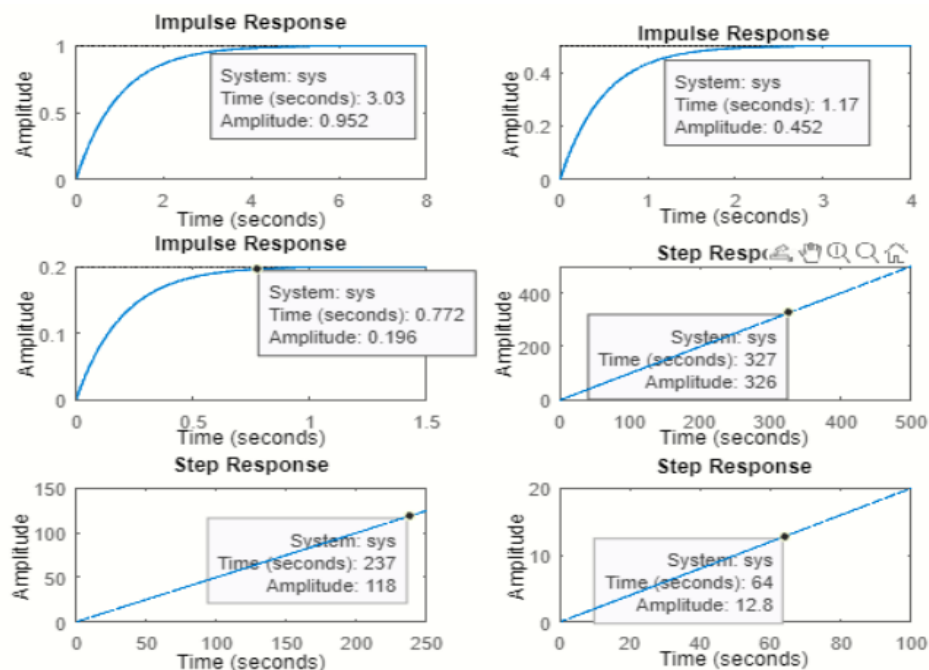 Impulse Response
1
0.5
0
Amplitude
System: sys
Time (seconds): 3.03
Amplitude: 0.952
0 2 4 6 8
Time (seconds)
Impulse Response
0.4
0.2
0
Amplitude
System: sys
Time (seconds): 1.17
Amplitude: 0.452
0 1 2 3 4
Time (seconds)
Impulse Response
0.2
0.1
0
Amplitude
System: sys
Time (seconds): 0.772
Amplitude: 0.196
0 0.5 1 1.5
Time (seconds)
Step Resp
400
200
0
Amplitude
System: sys
Time (seconds): 327
Amplitude: 326
0 100 200 300 400 500
Time (seconds)
Step Response
150
100
50
0
Amplitude
System: sys
Time (seconds): 237
Amplitude: 118
0 50 100 150 200 250
Time (seconds)
Step Response
20
10
0
Amplitude
System: sys
Time (seconds): 64
Amplitude: 12.8
0 20 40 60 80 100
Time (seconds)